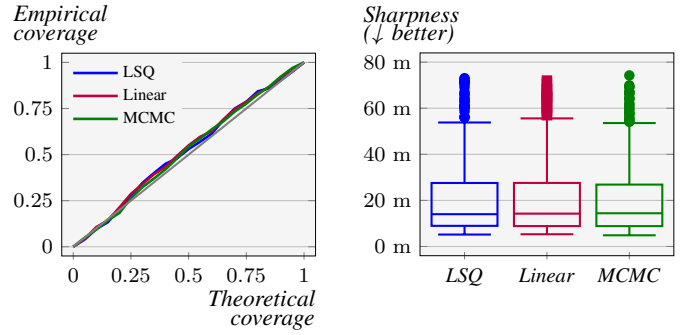 Empirical
coverage
1
0.75
0.5
0.25
0
LSQ
Linear
MCMC
0
0.25
0.5
0.75
1
Theoretical
coverage
Sharpness
(↓ better)
80 m
60 m
40 m
20 m
0 m
LSQ
Linear
MCMC